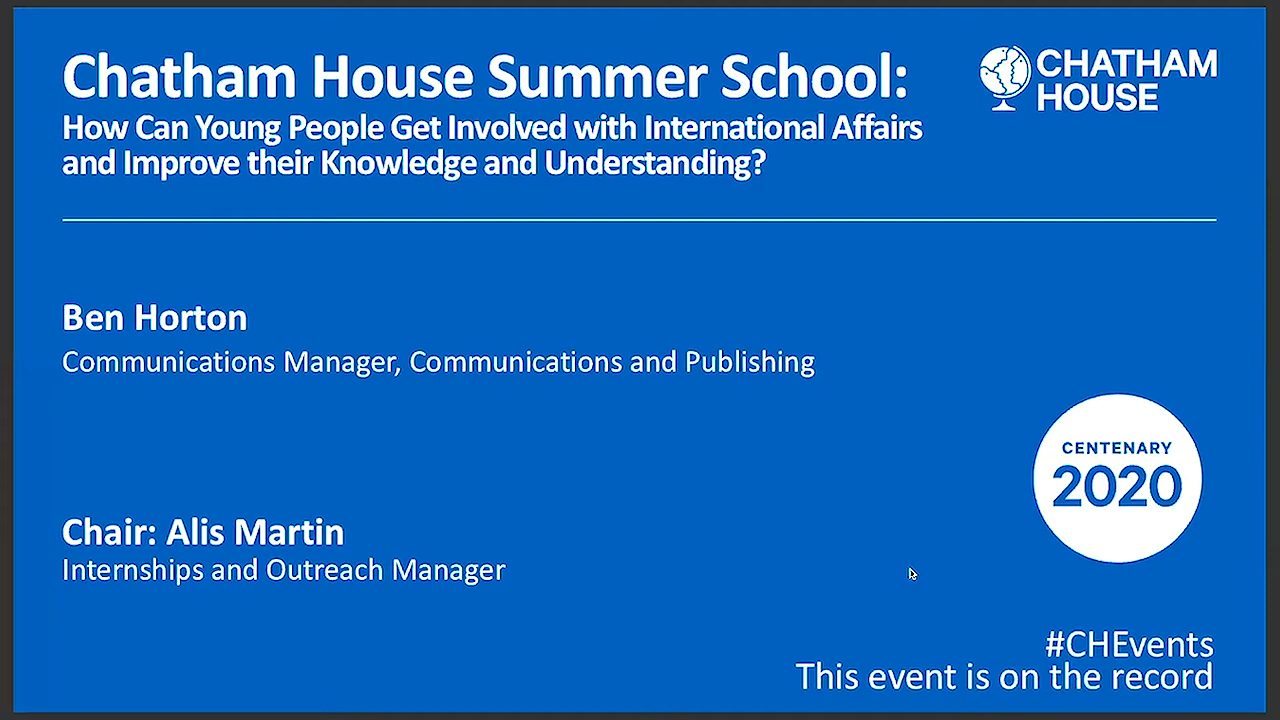 Chatham House Summer School:
How Can Young People Get Involved with International Affairs
and Improve their Knowledge and Understanding?
CHATHAM
HOUSE
Ben Horton
Communications Manager, Communications and Publishing
CENTENARY
2020
Chair: Alis Martin
Internships and Outreach Manager
#CHEvents
This event is on the record